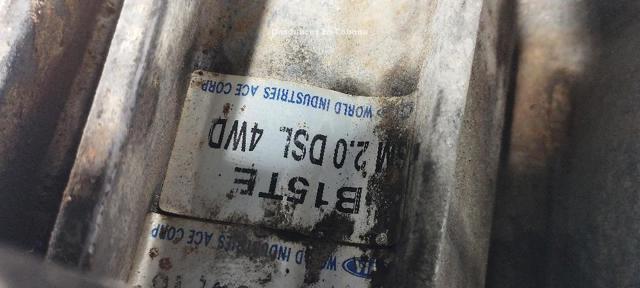 WORLD INDUSTRIES ACE CORP
B15TE
2.0 DSL 4WD
WORLD INDUSTRIES ACE CORP